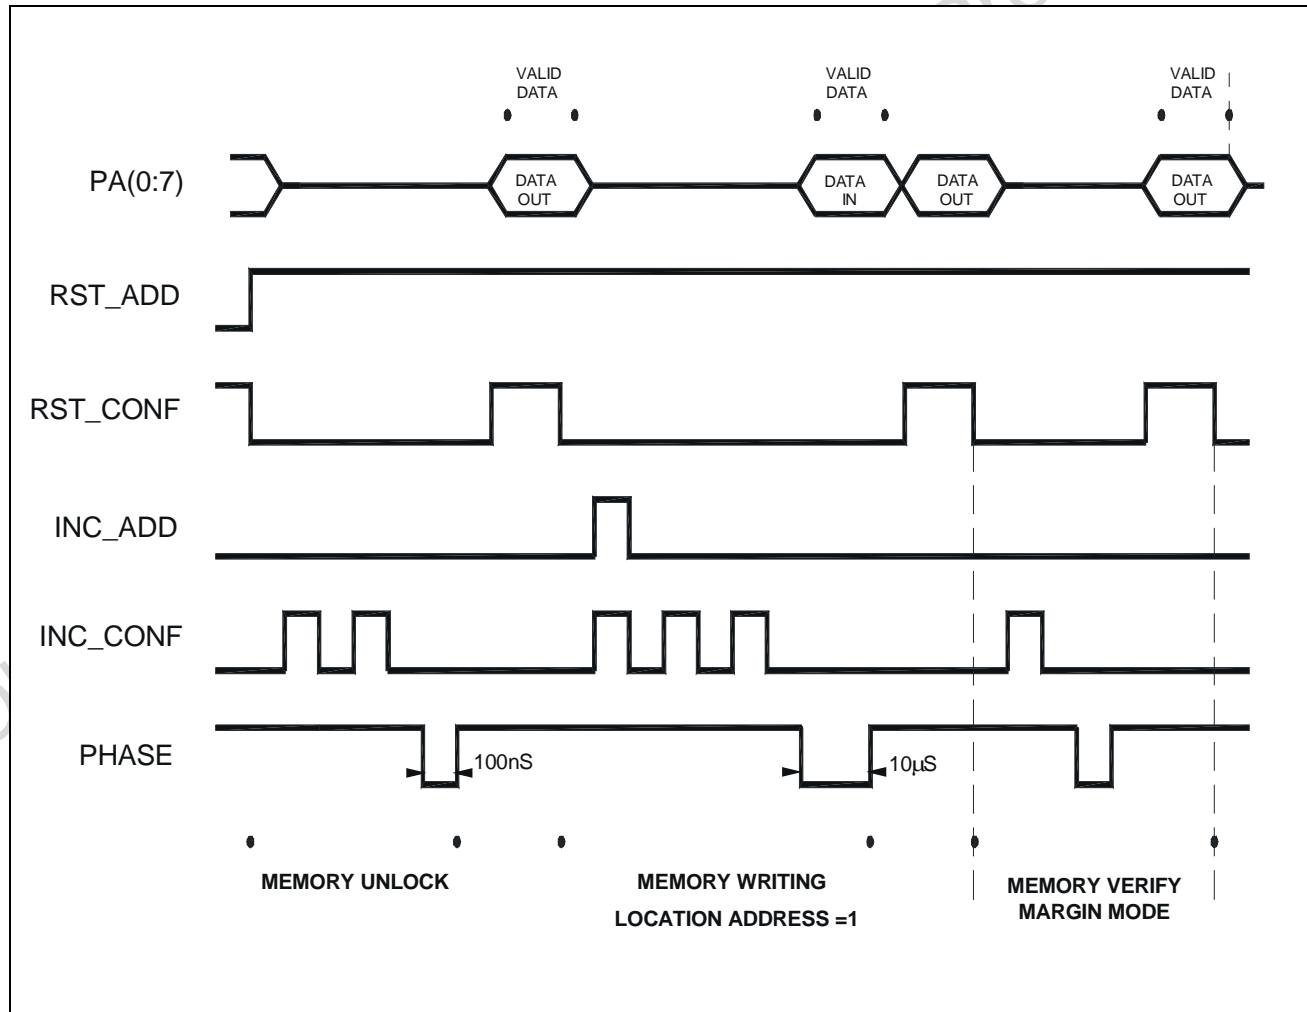 VALID
DATA
VALID
DATA
VALID
DATA
PA(0:7)
DATA
OUT
DATA
IN
DATA
OUT
DATA
OUT
RST_ADD
RST_CONF
INC_ADD
INC_CONF
PHASE
100nS
10µS
MEMORY UNLOCK
MEMORY WRITING
LOCATION ADDRESS =1
MEMORY VERIFY
MARGIN MODE